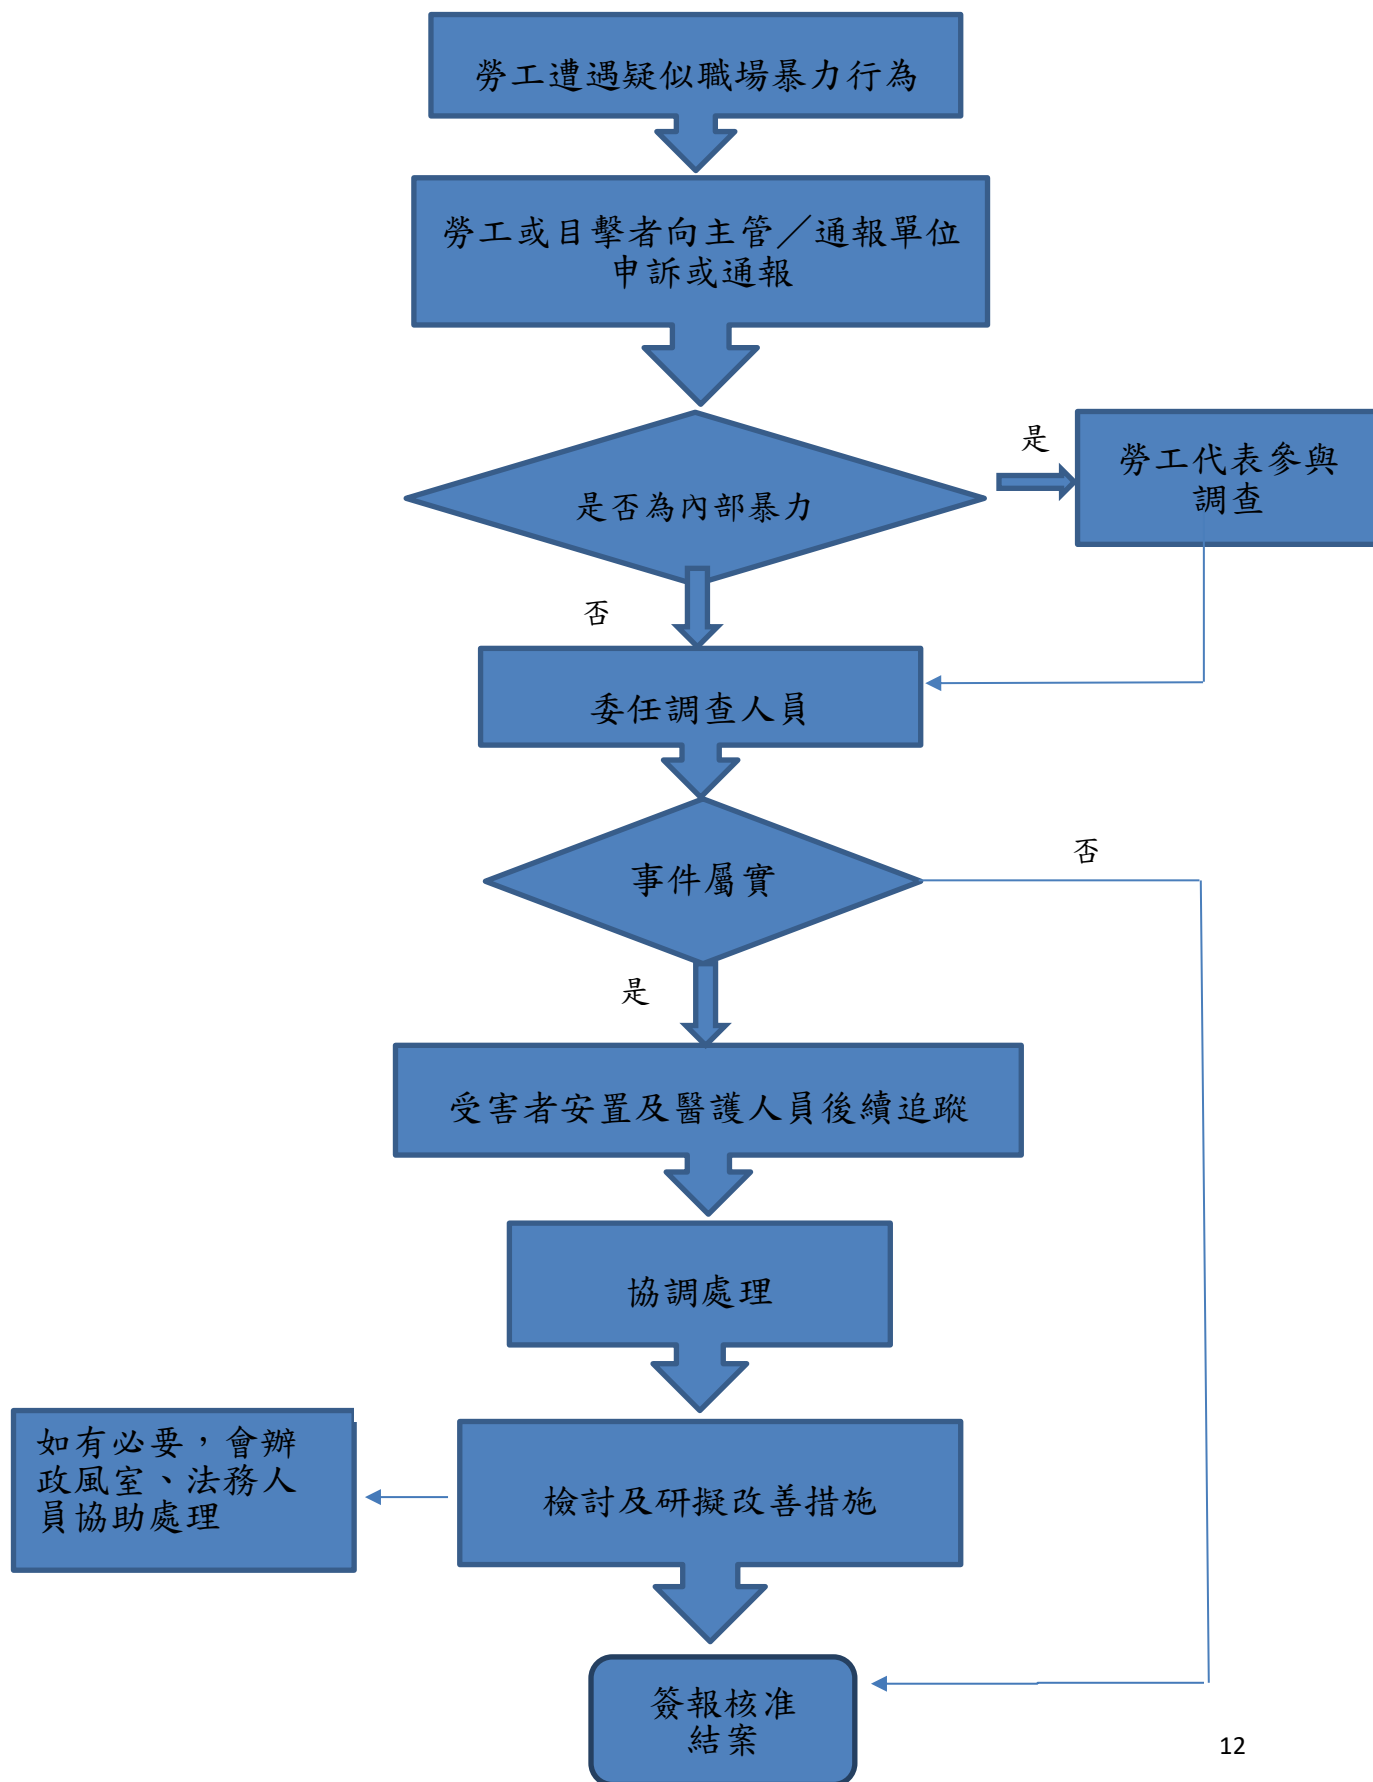 勞工遭遇疑似職場暴力行為
勞工或目擊者向主管／通報單位
申訴或通報
是否為內部暴力
是
勞工代表參與
調查
否
委任調查人員
事件屬實
否
是
受害者安置及醫護人員後續追蹤
協調處理
如有必要，會辦
政風室、法務人
員協助處理
檢討及研擬改善措施
簽報核准
結案
12